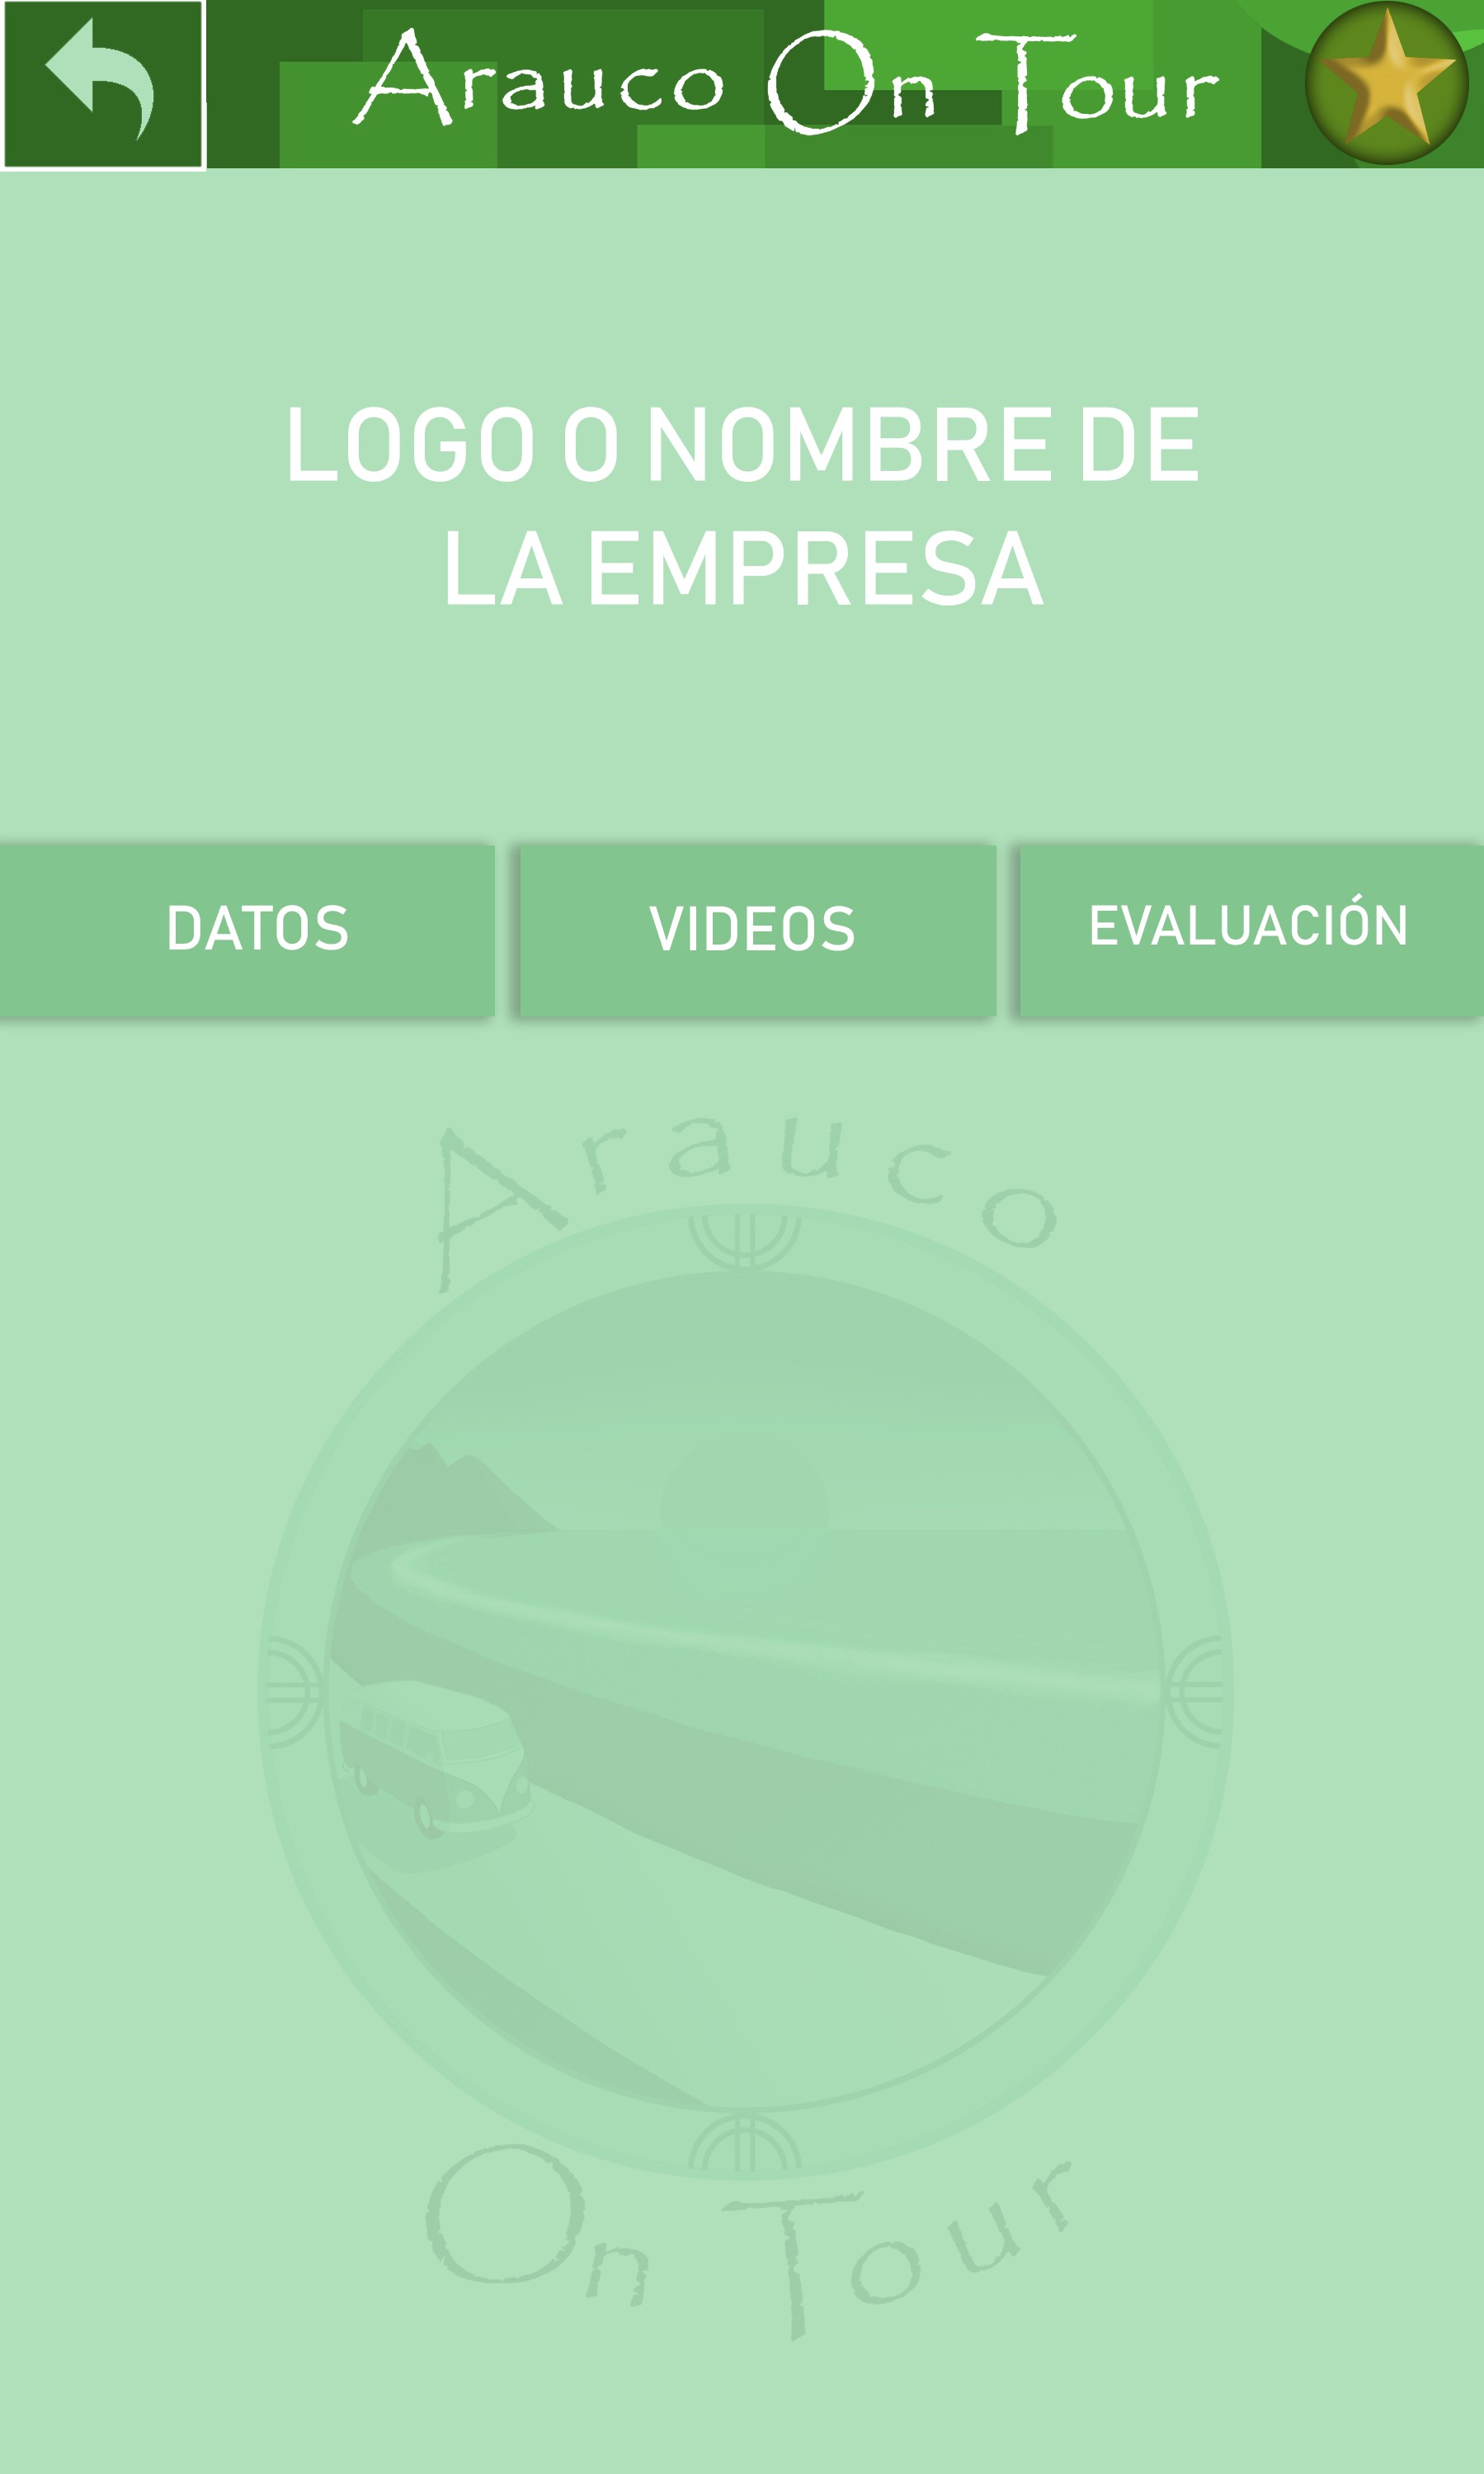 Arauco On Tour
LOGO O NOMBRE DE
LA EMPRESA
DATOS
VIDEOS
EVALUACIÓN
Arauco
On Tour